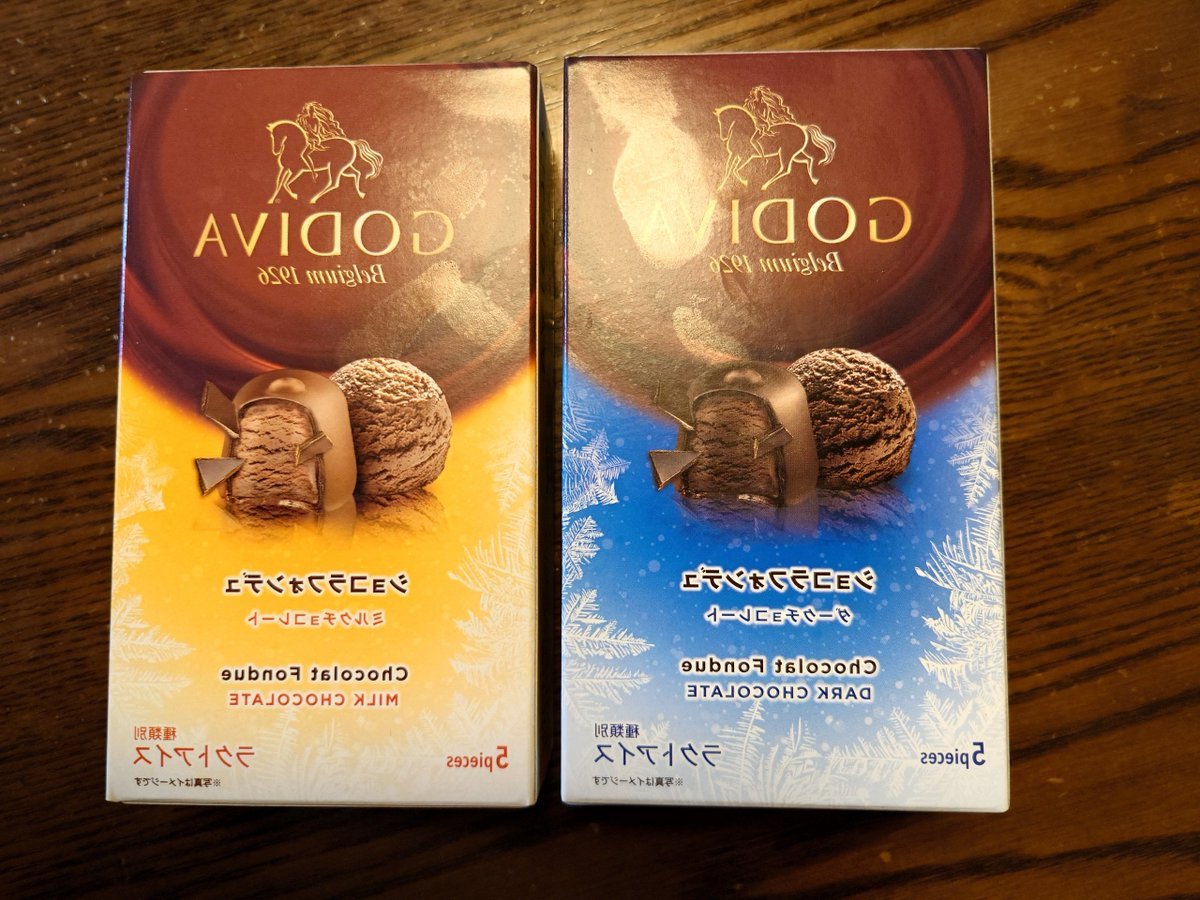 GODIVA
Belgium 1926
ショコラフォンデュ
ミルクチョコレート
Chocolat Fondue
MILK CHOCOLATE
5 pieces
種類別
ラクトアイス
※写真はイメージです
GODIVA
Belgium 1926
ショコラフォンデュ
ダークチョコレート
Chocolat Fondue
DARK CHOCOLATE
5 pieces
種類別
ラクトアイス
※写真はイメージです